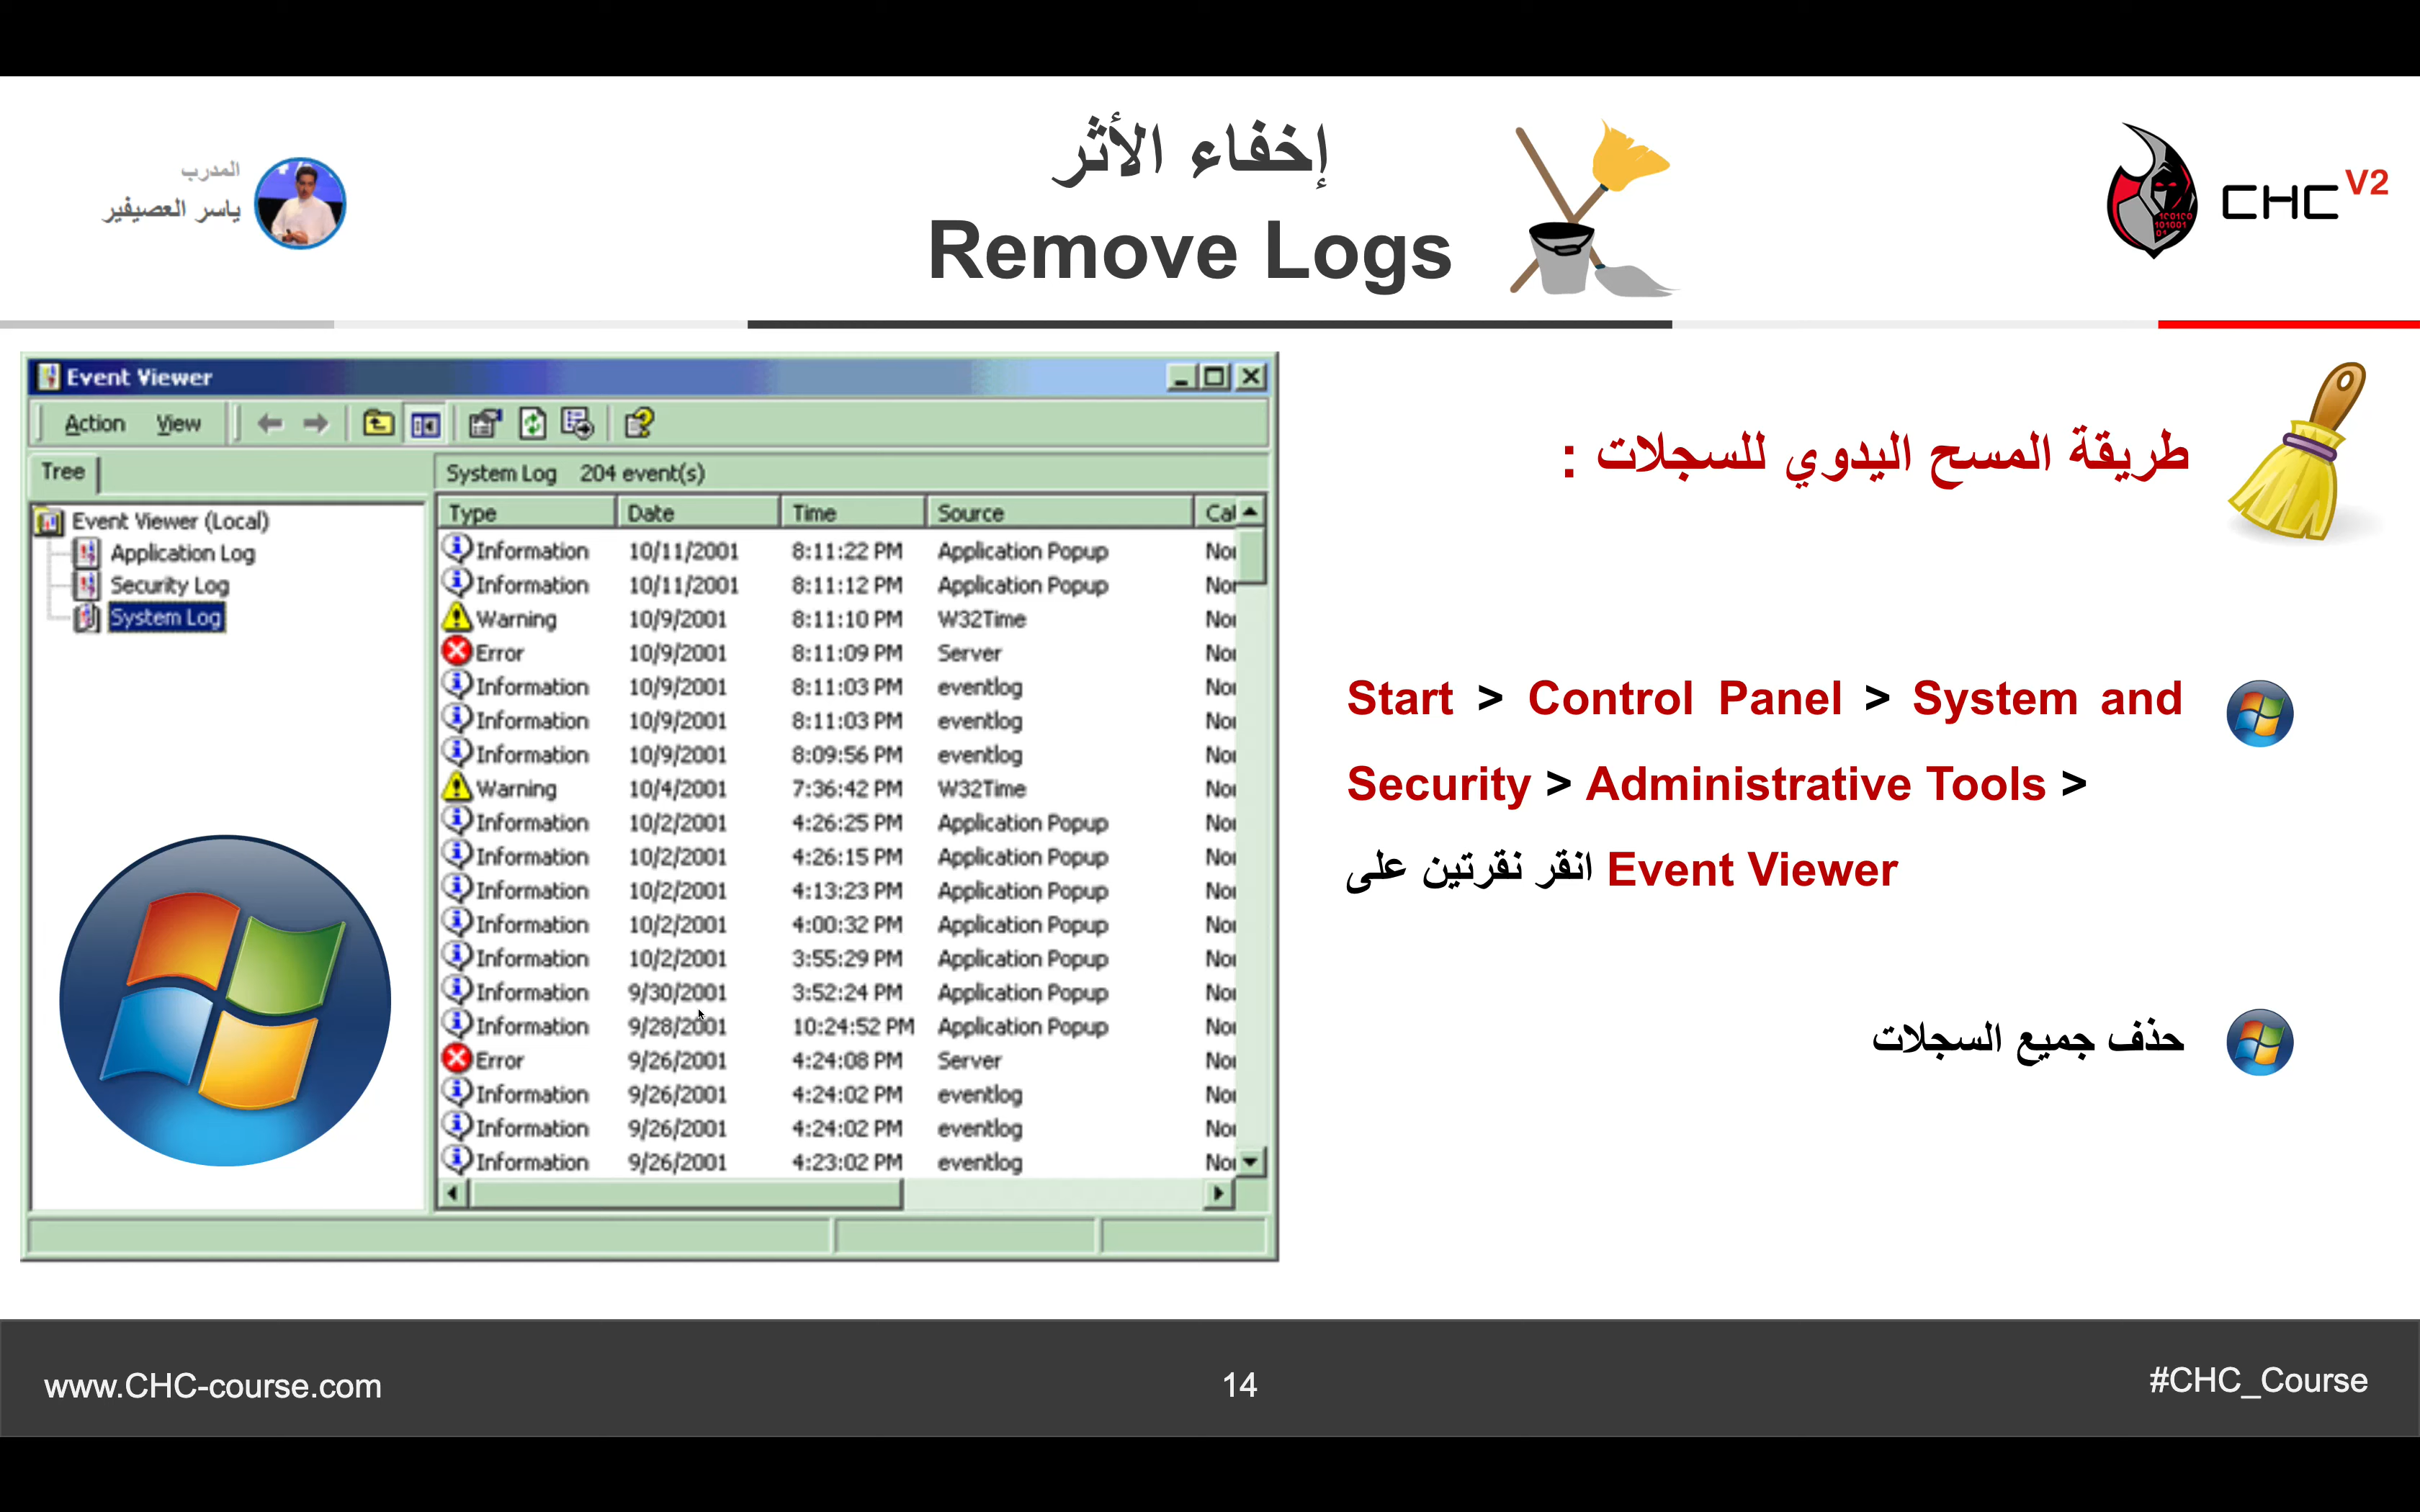 إخفاء الأثر
Remove Logs
المدرب
ياسر العصيفير
CHC V2
طريقة المسح اليدوي للسجلات :
Start > Control Panel > System and
Security > Administrative Tools >
انقر نقرتين على Event Viewer
حذف جميع السجلات
Event Viewer
Action View
Tree
System Log 204 event(s)
Event Viewer (Local)
Application Log
Security Log
System Log
Type Date Time Source
Information 10/11/2001 8:11:22 PM Application Popup
Information 10/11/2001 8:11:12 PM Application Popup
Warning 10/9/2001 8:11:10 PM W32Time
Error 10/9/2001 8:11:09 PM Server
Information 10/9/2001 8:11:03 PM eventlog
Information 10/9/2001 8:11:03 PM eventlog
Information 10/9/2001 8:09:56 PM eventlog
Warning 10/4/2001 7:36:42 PM W32Time
Information 10/2/2001 4:26:25 PM Application Popup
Information 10/2/2001 4:26:15 PM Application Popup
Information 10/2/2001 4:13:23 PM Application Popup
Information 10/2/2001 4:00:32 PM Application Popup
Information 10/2/2001 3:55:29 PM Application Popup
Information 9/30/2001 3:52:24 PM Application Popup
Information 9/28/2001 10:24:52 PM Application Popup
Error 9/26/2001 4:24:08 PM Server
Information 9/26/2001 4:24:02 PM eventlog
Information 9/26/2001 4:24:02 PM eventlog
Information 9/26/2001 4:23:02 PM eventlog
www.CHC-course.com
14
#CHC_Course